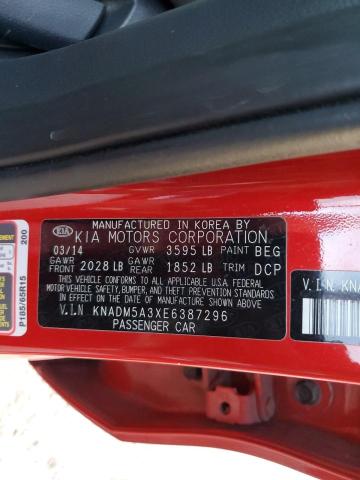 MANUFACTURED IN KOREA BY
KIA KIA MOTORS CORPORATION
03/14 GVWR 3595 LB PAINT BEG
GAWR GAWR
FRONT 2028 LB REAR 1852 LB TRIM DCP
THIS VEHICLE CONFORMS TO ALL APPLICABLE U.S.A. FEDERAL
MOTOR VEHICLE SAFETY, BUMPER, AND THEFT PREVENTION STANDARDS
IN EFFECT ON THE DATE OF MANUFACTURE SHOWN ABOVE.
V.I.N KNADM5A3XE6387296
PASSENGER CAR
P185/65R15
200
V.I.N. KNA